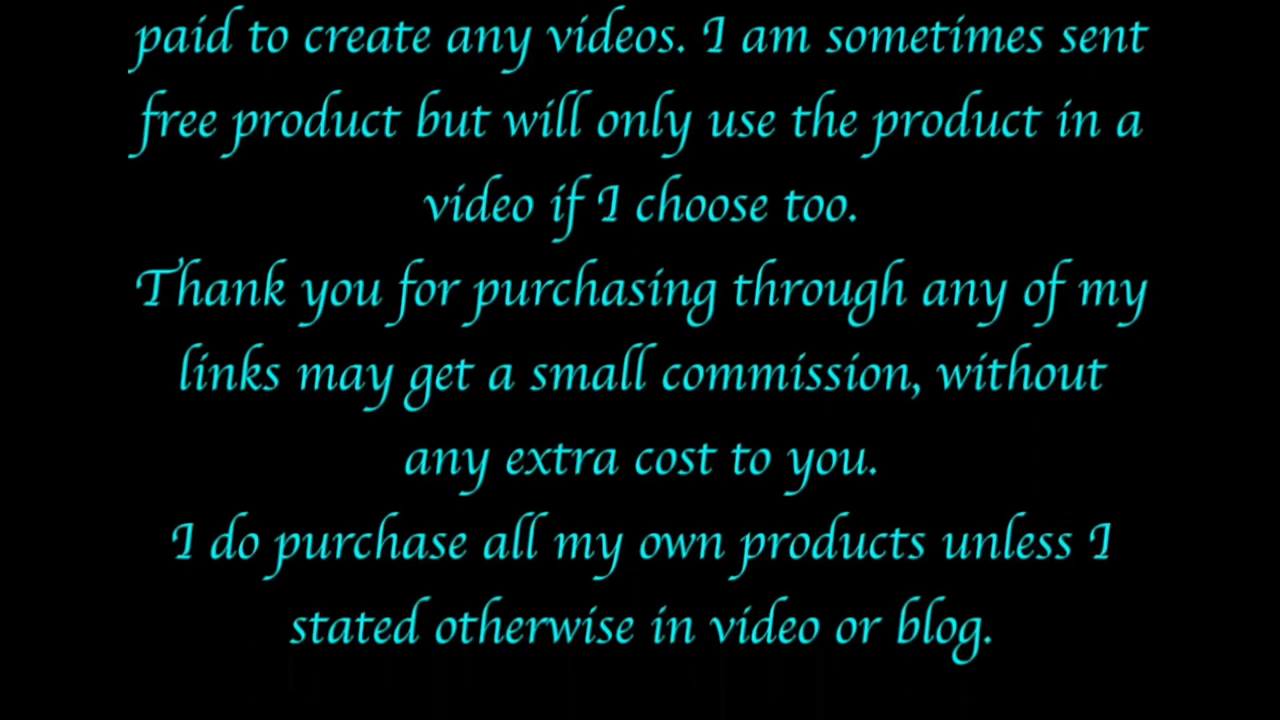 paid to create any videos. I am sometimes sent
free product but will only use the product in a
video if I choose too.
Thank you for purchasing through any of my
links may get a small commission, without
any extra cost to you.
I do purchase all my own products unless I
stated otherwise in video or blog.